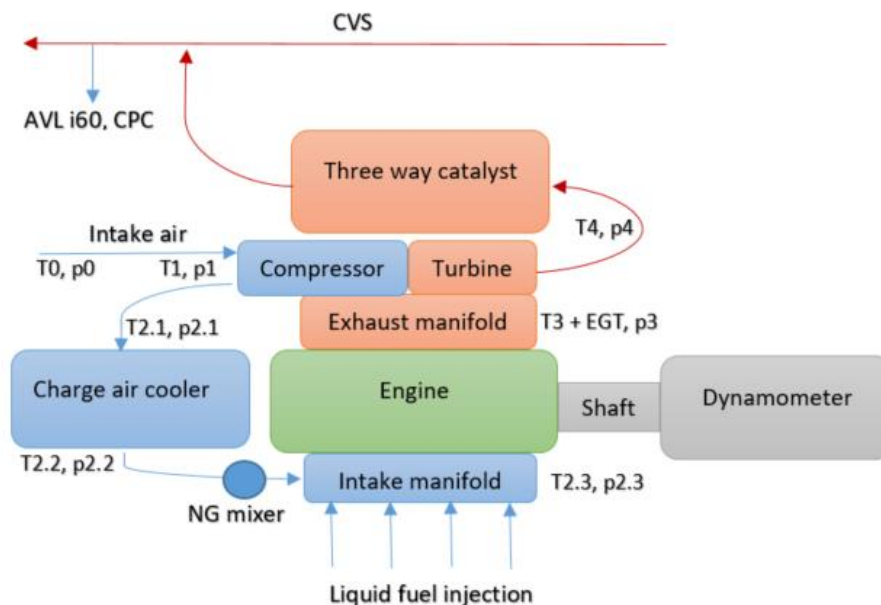 CVS
AVL i60, CPC
Three way catalyst
T4, p4
Intake air
T0, p0
T1, p1
Compressor
Turbine
T2.1, p2.1
Exhaust manifold
T3 + EGT, p3
Charge air cooler
Engine
Shaft
Dynamometer
T2.2, p2.2
NG mixer
Intake manifold
T2.3, p2.3
Liquid fuel injection